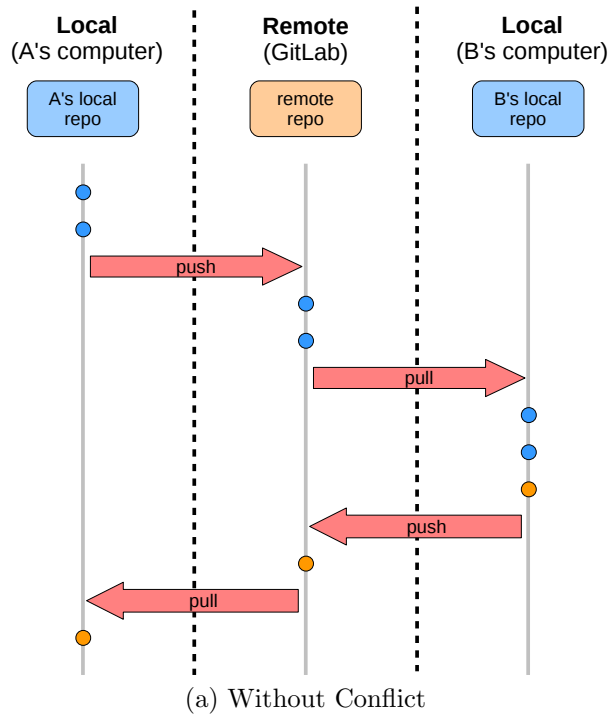 Local
(A's computer)
Remote
(GitLab)
Local
(B's computer)
A's local
repo
remote
repo
B's local
repo
push
pull
push
pull
(a) Without Conflict